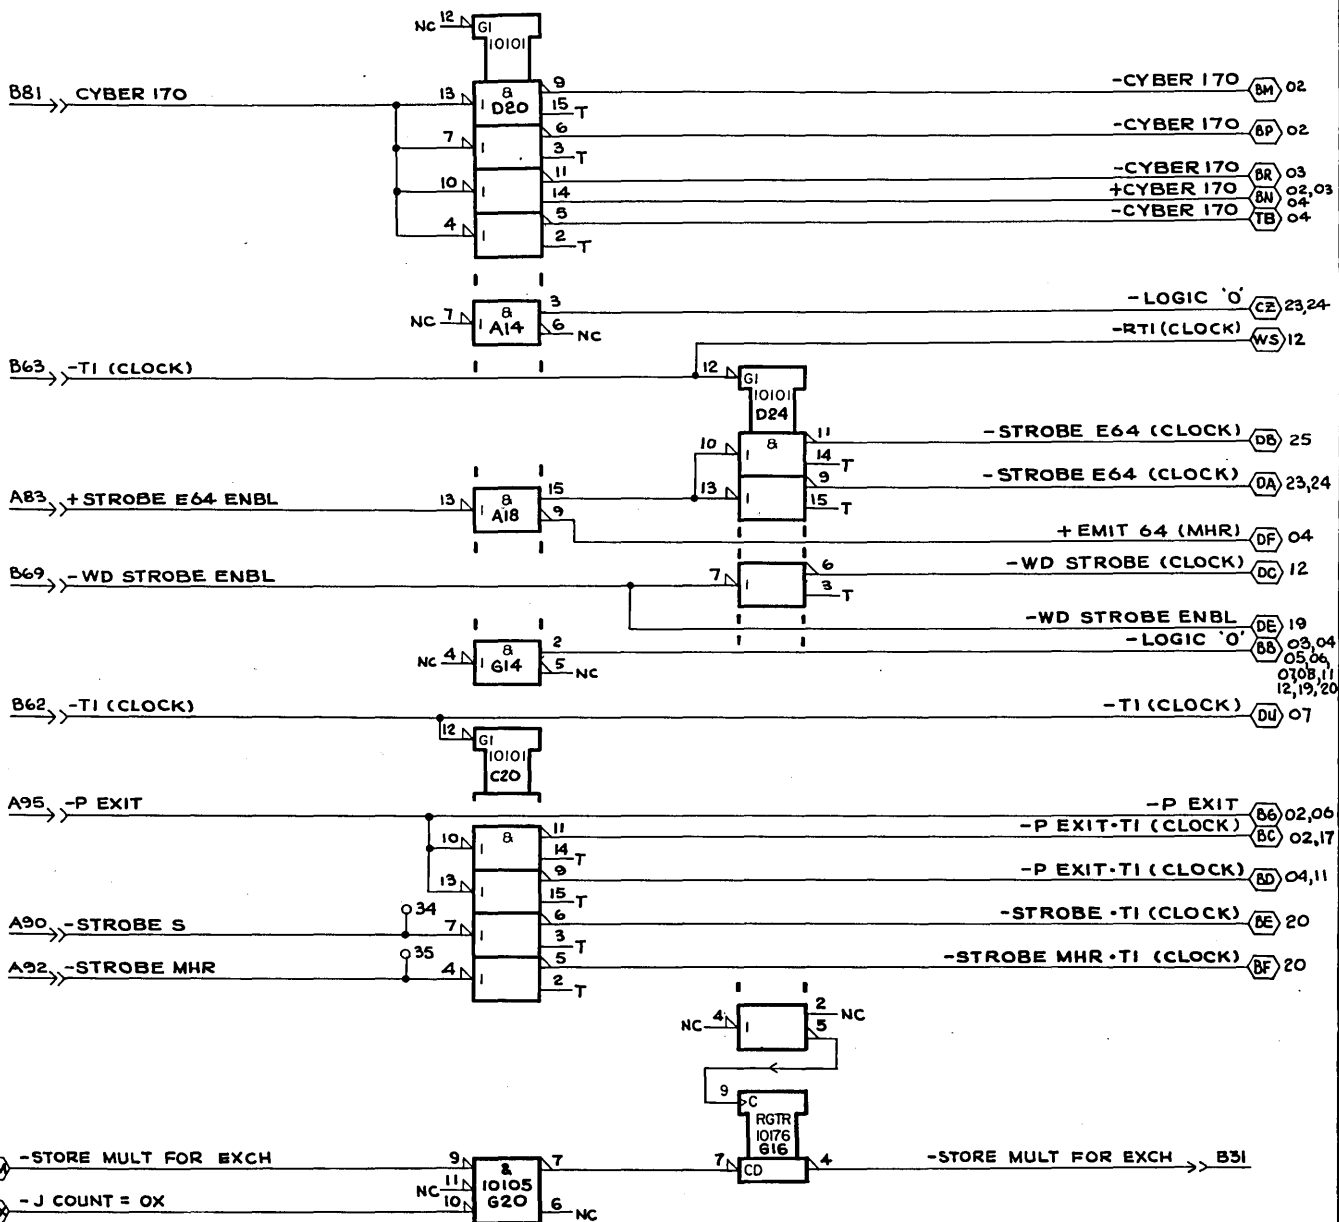 NC 12 G1
10101
B81 CYBER 170 13 1 & D20 9 -CYBER 170 BM 02
15 T
7 1 6 -CYBER 170 BP 02
3 T
10 1 11 -CYBER 170 BR 03
14 +CYBER 170 BN 02,03 04
4 1 5 -CYBER 170 TB 04
2 T
NC 7 1 & A14 3 -LOGIC '0' CZ 23,24
6 NC
-RT1(CLOCK) WS 12
B63 -T1 (CLOCK) 12 G1
10101
D24
10 1 & 11 -STROBE E64 (CLOCK) DB 25
14 T
A83 +STROBE E64 ENBL 13 1 & A18 15 13 1 9 -STROBE E64 (CLOCK) DA 23,24
15 T
9 +EMIT 64 (MHR) DF 04
B69 -WD STROBE ENBL 7 1 6 -WD STROBE (CLOCK) DC 12
3 T
-WD STROBE ENBL DE 19
NC 4 1 & G14 2 -LOGIC '0' BB 03,04
5 NC 05,06,
07,08,11
12,19,20
B62 -T1 (CLOCK) -T1 (CLOCK) DU 07
12 G1
10101
C20
A95 -P EXIT -P EXIT BG 02,06
10 1 & 11 -P EXIT·T1 (CLOCK) BC 02,17
14 T
13 1 9 -P EXIT·T1 (CLOCK) BD 04,11
15 T
34
A90 -STROBE S 7 1 6 -STROBE ·T1 (CLOCK) BE 20
3 T
35
A92 -STROBE MHR 4 1 5 -STROBE MHR·T1 (CLOCK) BF 20
2 T
NC 4 1 2 NC
5
9 C
RGTR
10176
G16
-STORE MULT FOR EXCH 9 & 7 7 CD 4 -STORE MULT FOR EXCH B31
NC 11 10105
-J COUNT = 0X 10 G20 6 NC